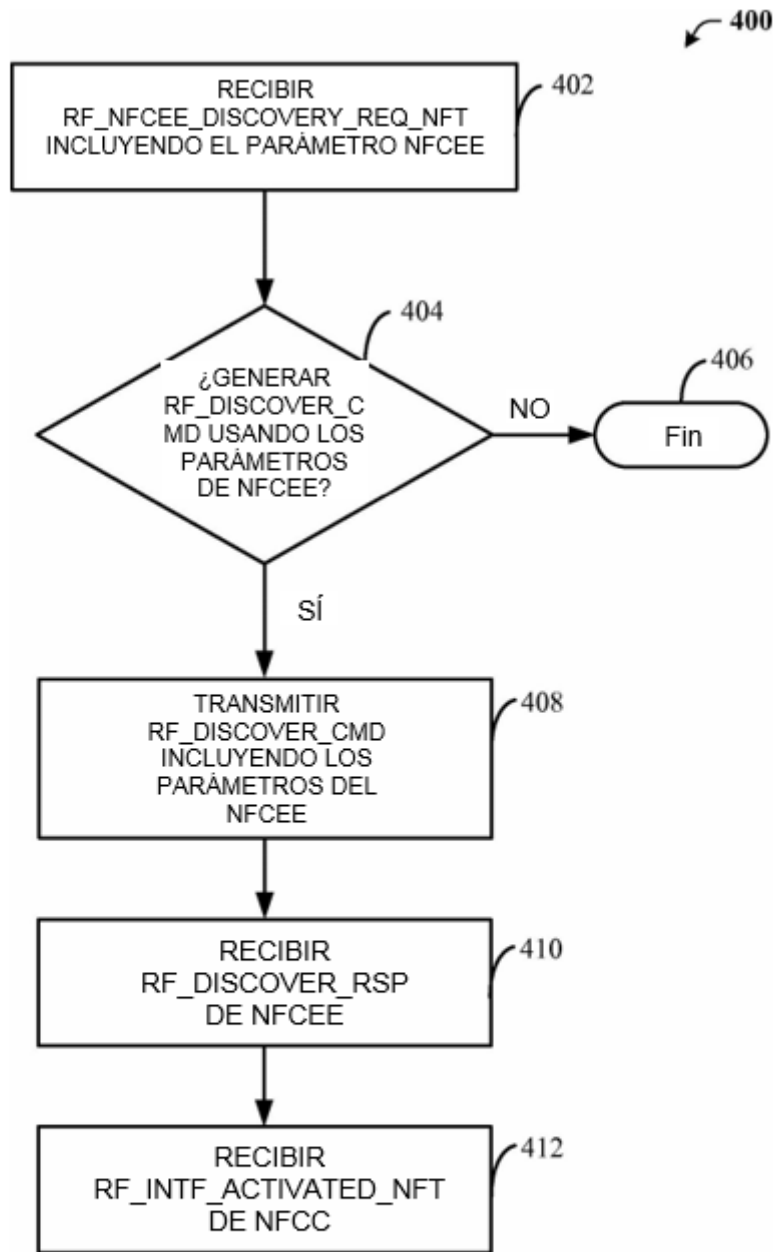 400
RECIBIR
RF_NFCEE_DISCOVERY_REQ_NFT
INCLUYENDO EL PARÁMETRO NFCEE
402
404
¿GENERAR
RF_DISCOVER_C
MD USANDO LOS
PARÁMETROS
DE NFCEE?
NO
406
Fin
SÍ
TRANSMITIR
RF_DISCOVER_CMD
INCLUYENDO LOS
PARÁMETROS DEL
NFCEE
408
RECIBIR
RF_DISCOVER_RSP
DE NFCEE
410
RECIBIR
RF_INTF_ACTIVATED_NFT
DE NFCC
412